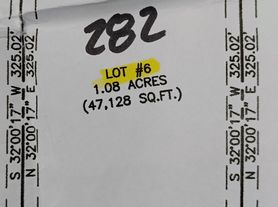 282
LOT #6
1.08 ACRES
(47,128 SQ.FT.)
S 32°00'17" W 325.02'
N 32°00'17" E 325.02'
S 32°00'17" W 325.02'
N 32°00'17" E 325.02'